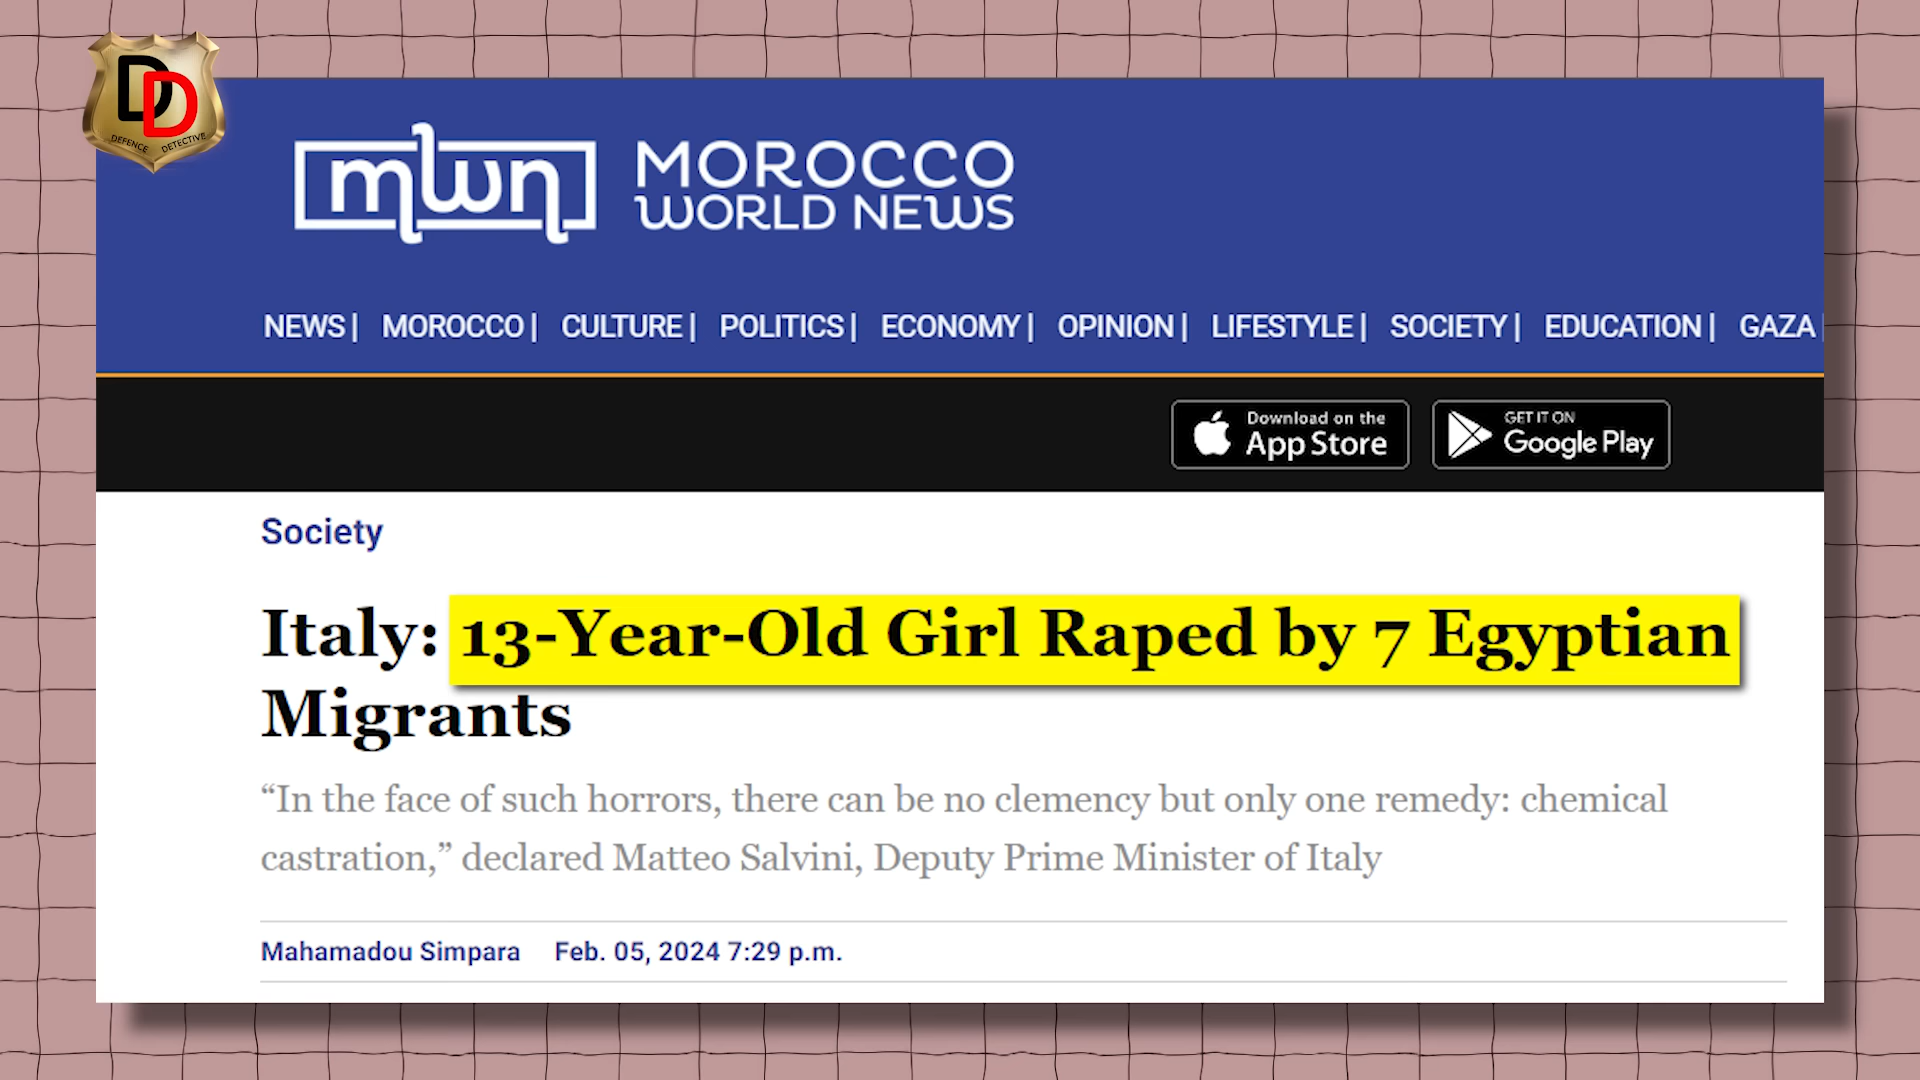 DD
DEFENCE DETECTIVE
mwn MOROCCO
WORLD NEWS
NEWS | MOROCCO | CULTURE | POLITICS | ECONOMY | OPINION | LIFESTYLE | SOCIETY | EDUCATION | GAZA
Download on the
App Store
GET IT ON
Google Play
Society
Italy: 13-Year-Old Girl Raped by 7 Egyptian
Migrants
“In the face of such horrors, there can be no clemency but only one remedy: chemical
castration,” declared Matteo Salvini, Deputy Prime Minister of Italy
Mahamadou Simpara Feb. 05, 2024 7:29 p.m.